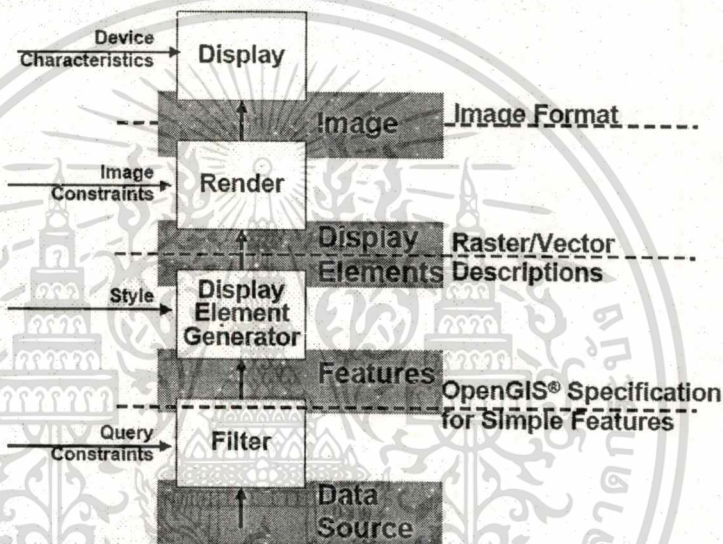 Device
Characteristics
Display
Image
Image Format
Image
Constraints
Render
Display
Elements
Raster/Vector
Descriptions
Style
Display
Element
Generator
Features
OpenGIS® Specification
for Simple Features
Query
Constraints
Filter
Data
Source